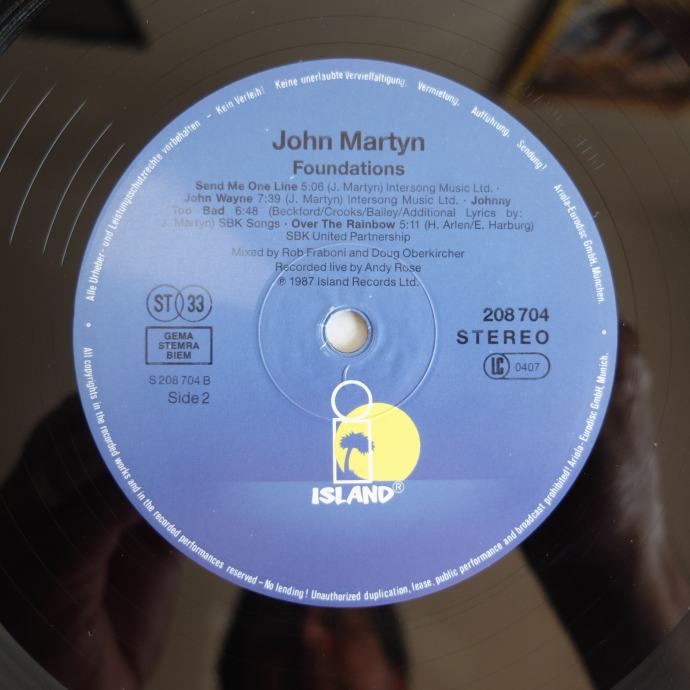 Alle Urheber- und Leistungsschutzrechte vorbehalten – Kein Verleih! Keine unerlaubte Vervielfältigung, Vermietung, Aufführung, Sendung! Ariola-Eurodisc GmbH, München.
John Martyn
Foundations
Send Me One Line 5:06 (J. Martyn) Intersong Music Ltd. ·
John Wayne 7:39 (J. Martyn) Intersong Music Ltd. · Johnny
Too Bad 6:48 (Beckford/Crooks/Bailey/Additional Lyrics by:
J. Martyn) SBK Songs · Over The Rainbow 5:11 (H. Arlen/E. Harburg)
SBK United Partnership
Mixed by Rob Fraboni and Doug Oberkircher
Recorded live by Andy Rose
℗ 1987 Island Records Ltd.
ST 33
GEMA
STEMRA
BIEM
S 208 704 B
Side 2
208 704
STEREO
LC 0407
ISLAND®
All copyrights in the recorded works and in the recorded performances reserved – No lending! Unauthorized duplication, lease, public performance and broadcast prohibited! Ariola-Eurodisc GmbH, Munich.